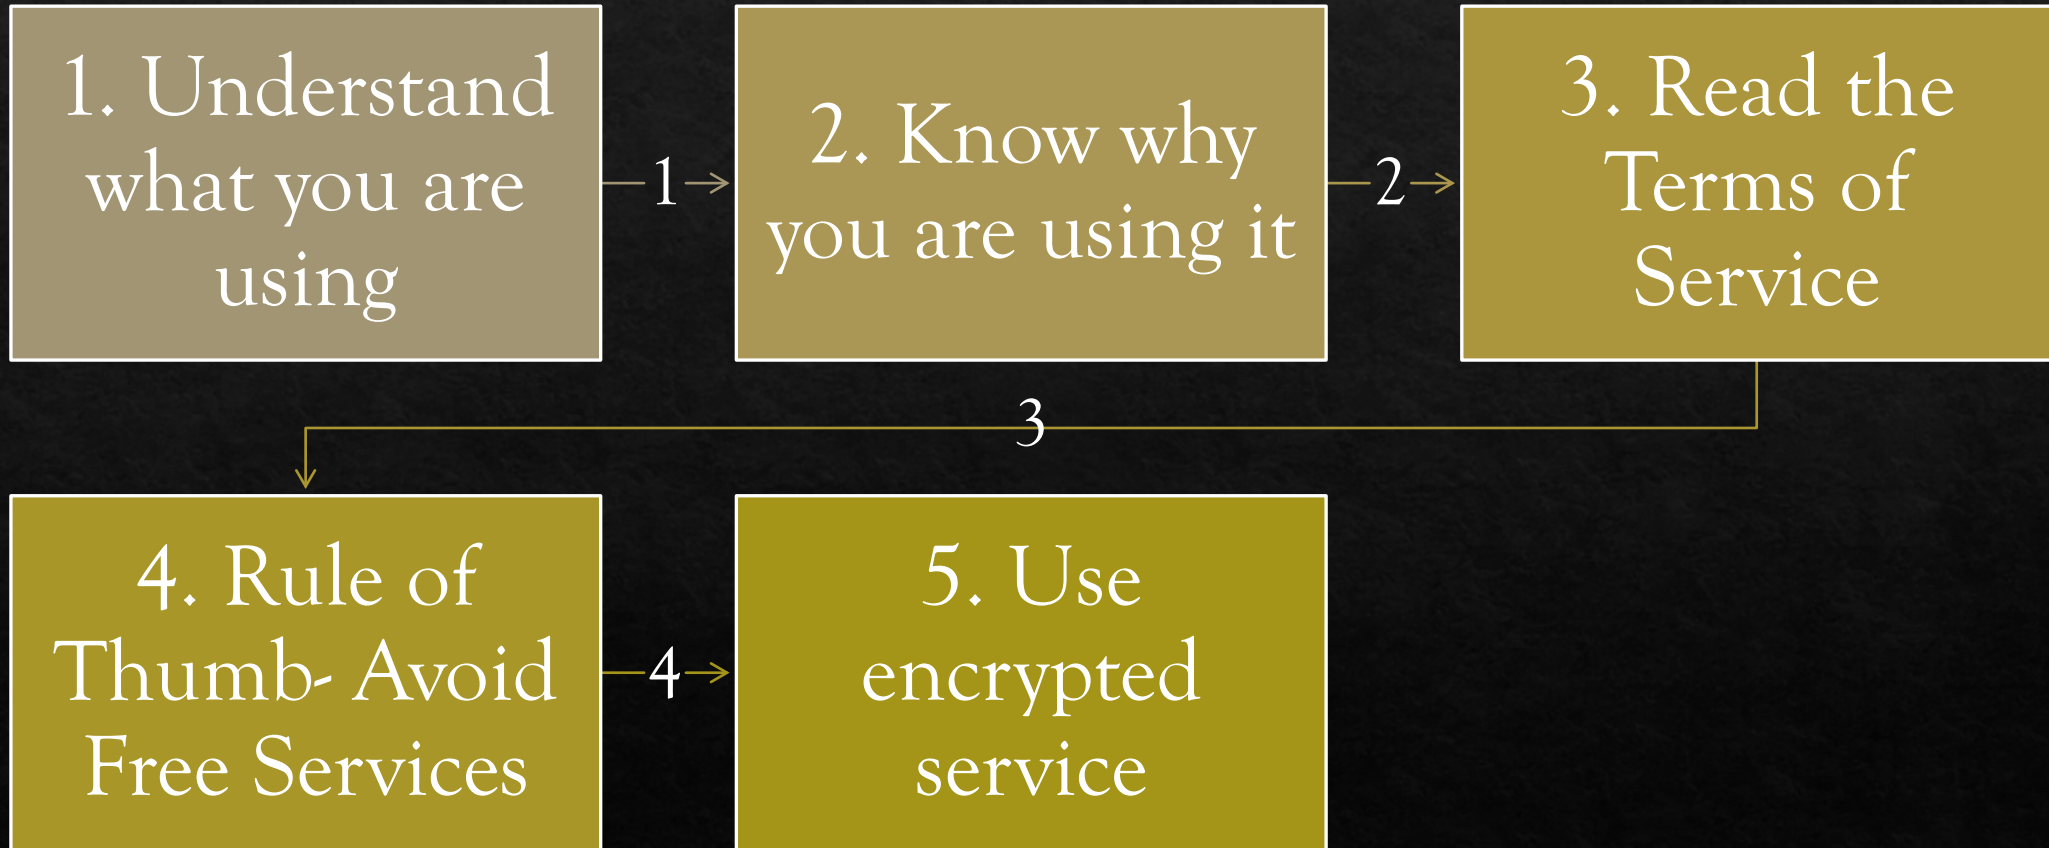 1. Understand
what you are
using
1
2. Know why
you are using it
2
3. Read the
Terms of
Service
3
4. Rule of
Thumb- Avoid
Free Services
4
5. Use
encrypted
service